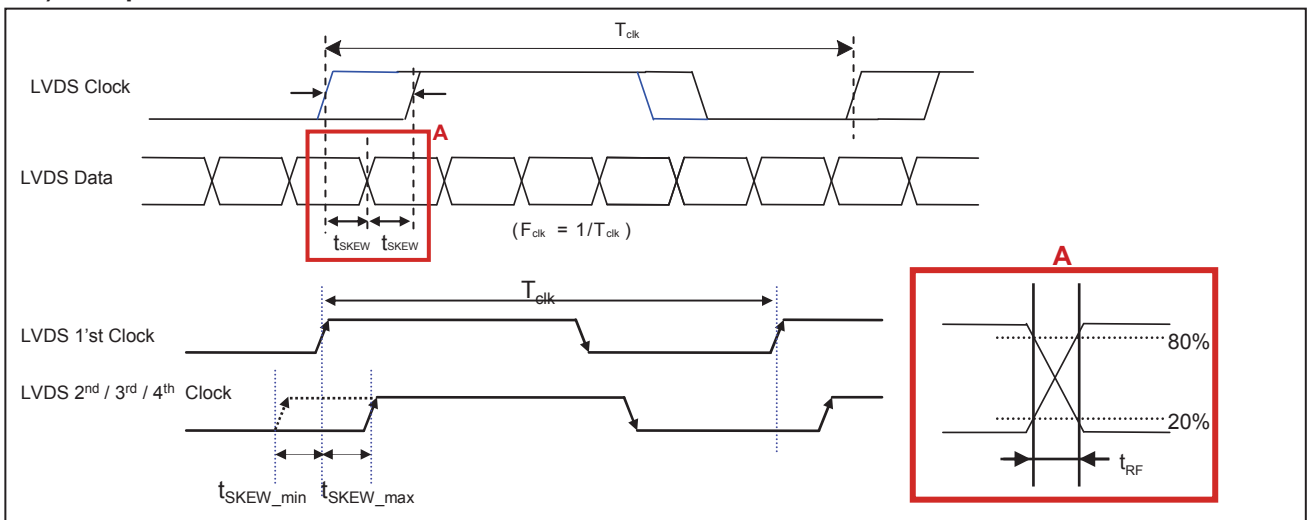 Tclk
LVDS Clock
A
LVDS Data
tSKEW tSKEW
(Fclk = 1/Tclk )
A
Tclk
LVDS 1'st Clock
80%
LVDS 2nd / 3rd / 4th Clock
20%
tRF
tSKEW_min tSKEW_max